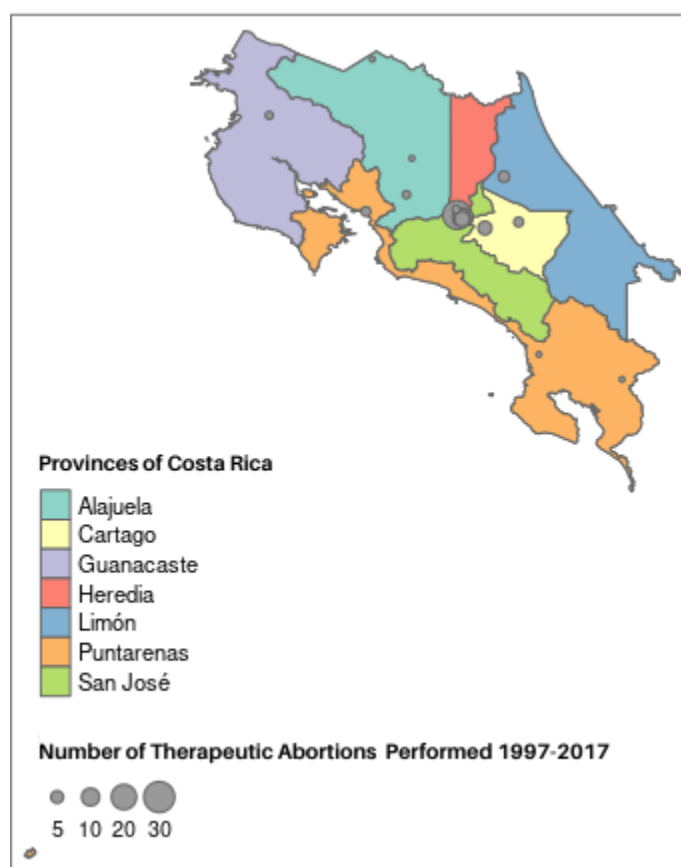 Provinces of Costa Rica
Alajuela
Cartago
Guanacaste
Heredia
Limón
Puntarenas
San José
Number of Therapeutic Abortions Performed 1997-2017
5 10 20 30